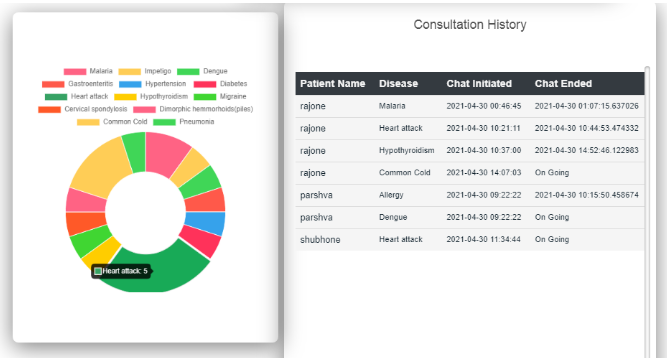 Malaria Impetigo Dengue
Gastroenteritis Hypertension Diabetes
Heart attack Hypothyroidism Migraine
Cervical spondylosis Dimorphic hemmorhoids(piles)
Common Cold Pneumonia
Heart attack: 5
Consultation History
Patient Name Disease Chat Initiated Chat Ended
rajone Malaria 2021-04-30 00:46:45 2021-04-30 01:07:15.637026
rajone Heart attack 2021-04-30 10:21:11 2021-04-30 10:44:53.474332
rajone Hypothyroidism 2021-04-30 10:37:00 2021-04-30 14:52:46.122983
rajone Common Cold 2021-04-30 14:07:03 On Going
parshva Allergy 2021-04-30 09:22:22 2021-04-30 10:15:50.458674
parshva Dengue 2021-04-30 09:22:22 On Going
shubhone Heart attack 2021-04-30 11:34:44 On Going